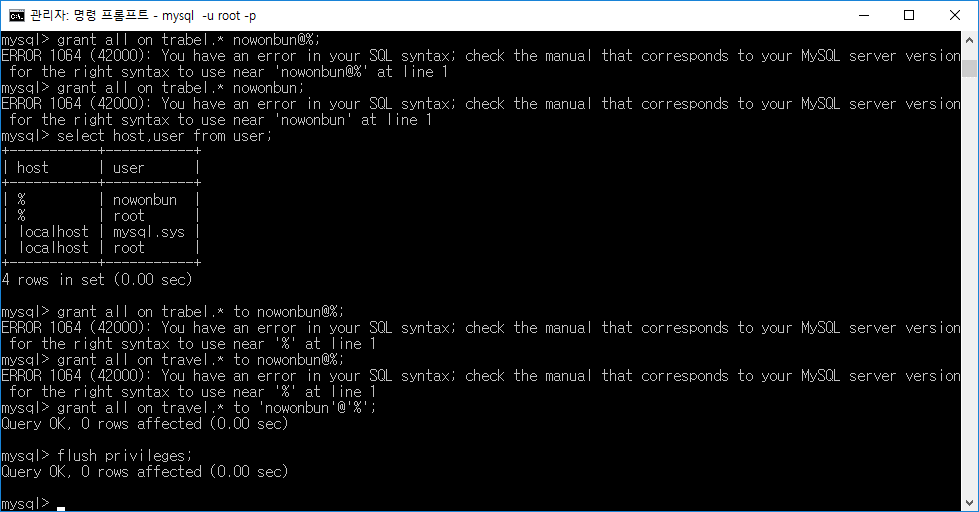 관리자: 명령 프롬프트 - mysql  -u root -p
mysql> grant all on trabel.* nowonbun@%;
ERROR 1064 (42000): You have an error in your SQL syntax; check the manual that corresponds to your MySQL server version
 for the right syntax to use near 'nowonbun@%' at line 1
mysql> grant all on trabel.* nowonbun;
ERROR 1064 (42000): You have an error in your SQL syntax; check the manual that corresponds to your MySQL server version
 for the right syntax to use near 'nowonbun' at line 1
mysql> select host,user from user;
+-----------+-----------+
| host      | user      |
+-----------+-----------+
| %         | nowonbun  |
| %         | root      |
| localhost | mysql.sys |
| localhost | root      |
+-----------+-----------+
4 rows in set (0.00 sec)
mysql> grant all on trabel.* to nowonbun@%;
ERROR 1064 (42000): You have an error in your SQL syntax; check the manual that corresponds to your MySQL server version
 for the right syntax to use near '%' at line 1
mysql> grant all on travel.* to nowonbun@%;
ERROR 1064 (42000): You have an error in your SQL syntax; check the manual that corresponds to your MySQL server version
 for the right syntax to use near '%' at line 1
mysql> grant all on travel.* to 'nowonbun'@'%';
Query OK, 0 rows affected (0.00 sec)
mysql> flush privileges;
Query OK, 0 rows affected (0.00 sec)
mysql>